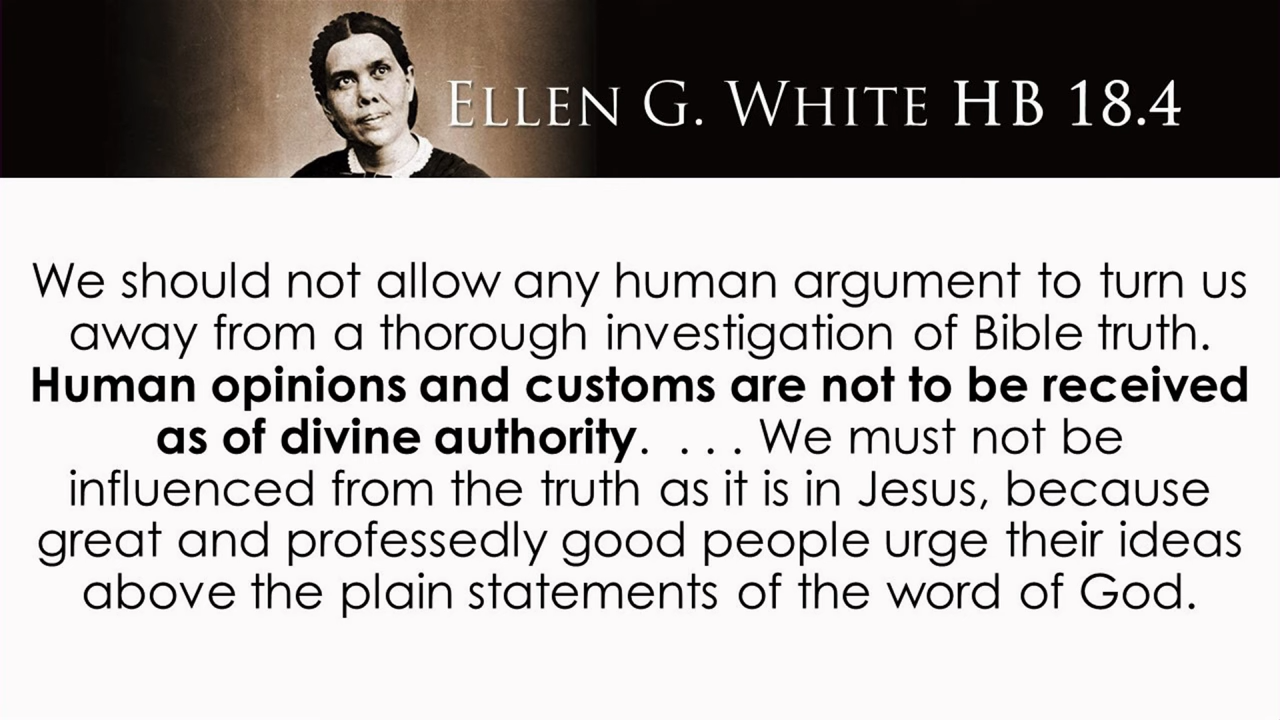 ELLEN G. WHITE HB 18.4
We should not allow any human argument to turn us
away from a thorough investigation of Bible truth.
Human opinions and customs are not to be received
as of divine authority. . . . We must not be
influenced from the truth as it is in Jesus, because
great and professedly good people urge their ideas
above the plain statements of the word of God.